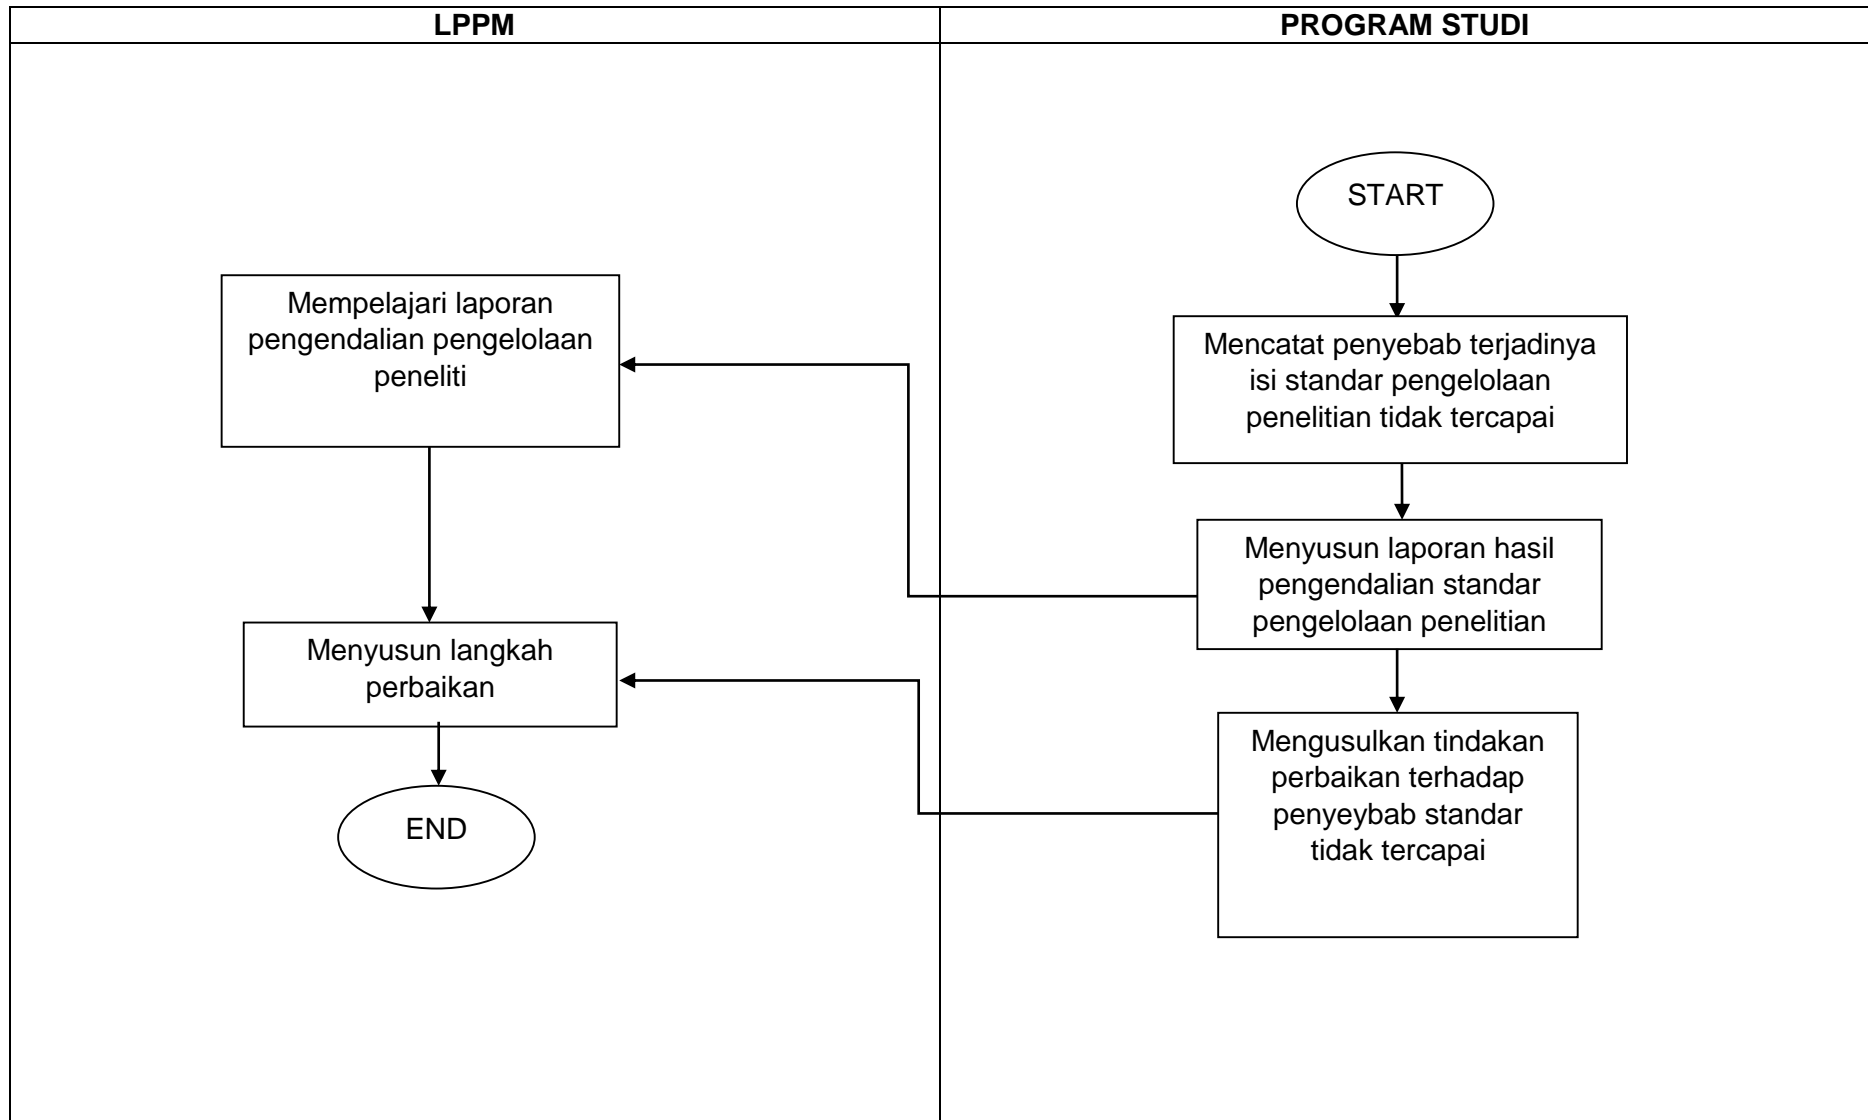 LPPM
PROGRAM STUDI
START
Mencatat penyebab terjadinya
isi standar pengelolaan
penelitian tidak tercapai
Menyusun laporan hasil
pengendalian standar
pengelolaan penelitian
Mengusulkan tindakan
perbaikan terhadap
penyeybab standar
tidak tercapai
Mempelajari laporan
pengendalian pengelolaan
peneliti
Menyusun langkah
perbaikan
END